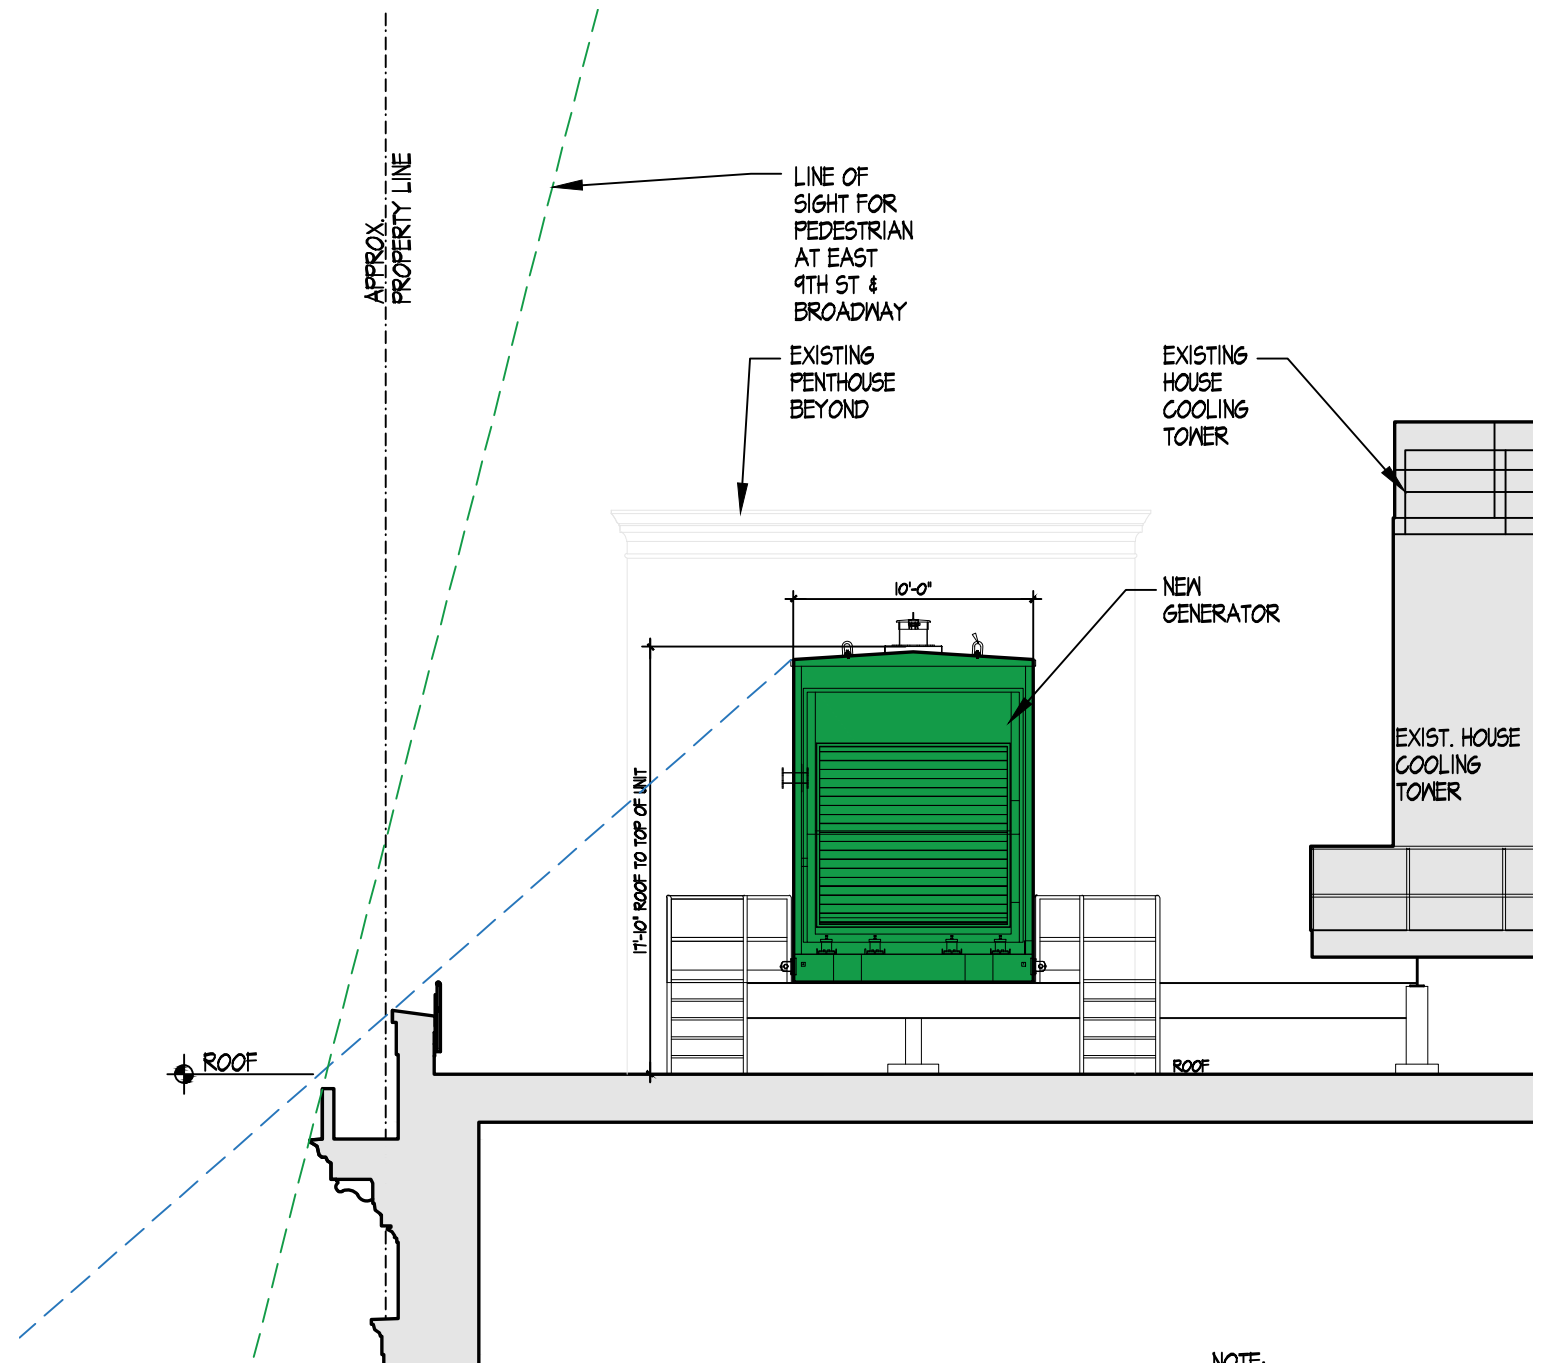 APPROX.
PROPERTY LINE
LINE OF
SIGHT FOR
PEDESTRIAN
AT EAST
9TH ST &
BROADWAY
EXISTING
PENTHOUSE
BEYOND
EXISTING
HOUSE
COOLING
TOWER
10'-0"
NEW
GENERATOR
17'-10" ROOF TO TOP OF UNIT
EXIST. HOUSE
COOLING
TOWER
ROOF
ROOF
NOTE: